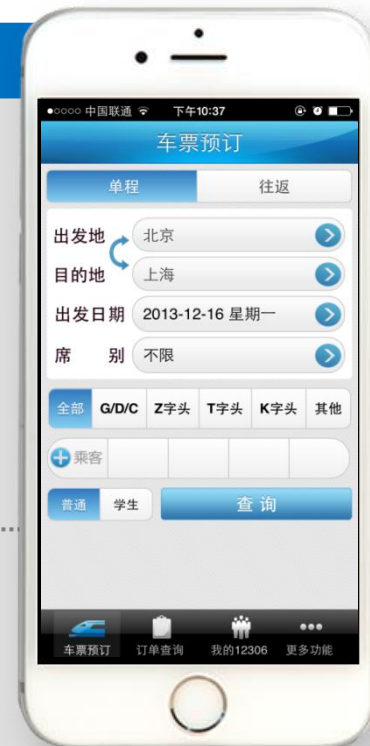 中国联通 下午10:37
车票预订
单程 往返
出发地 北京
目的地 上海
出发日期 2013-12-16 星期一
席 别 不限
全部 G/D/C Z字头 T字头 K字头 其他
乘客
普通 学生 查 询
车票预订 订单查询 我的12306 更多功能